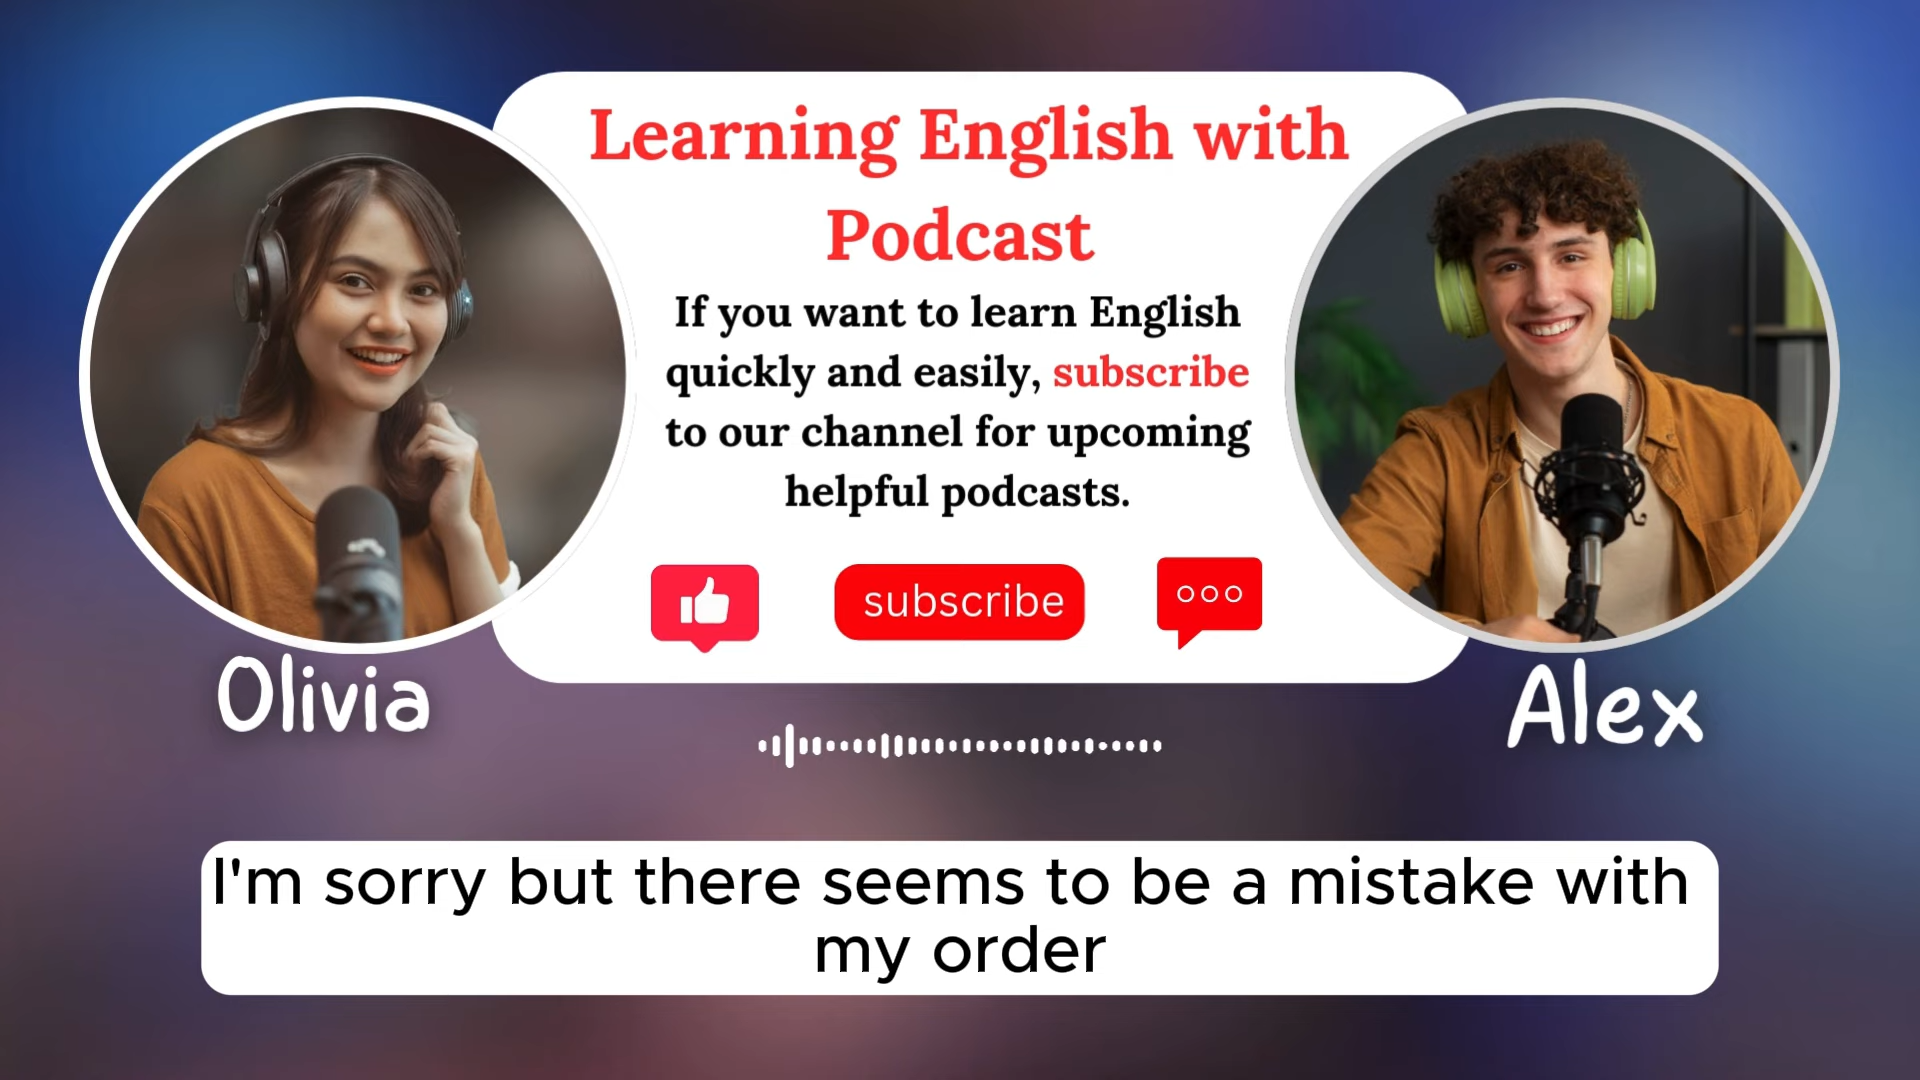 Learning English with
Podcast
If you want to learn English
quickly and easily, subscribe
to our channel for upcoming
helpful podcasts.
subscribe
Olivia
Alex
I'm sorry but there seems to be a mistake with
my order